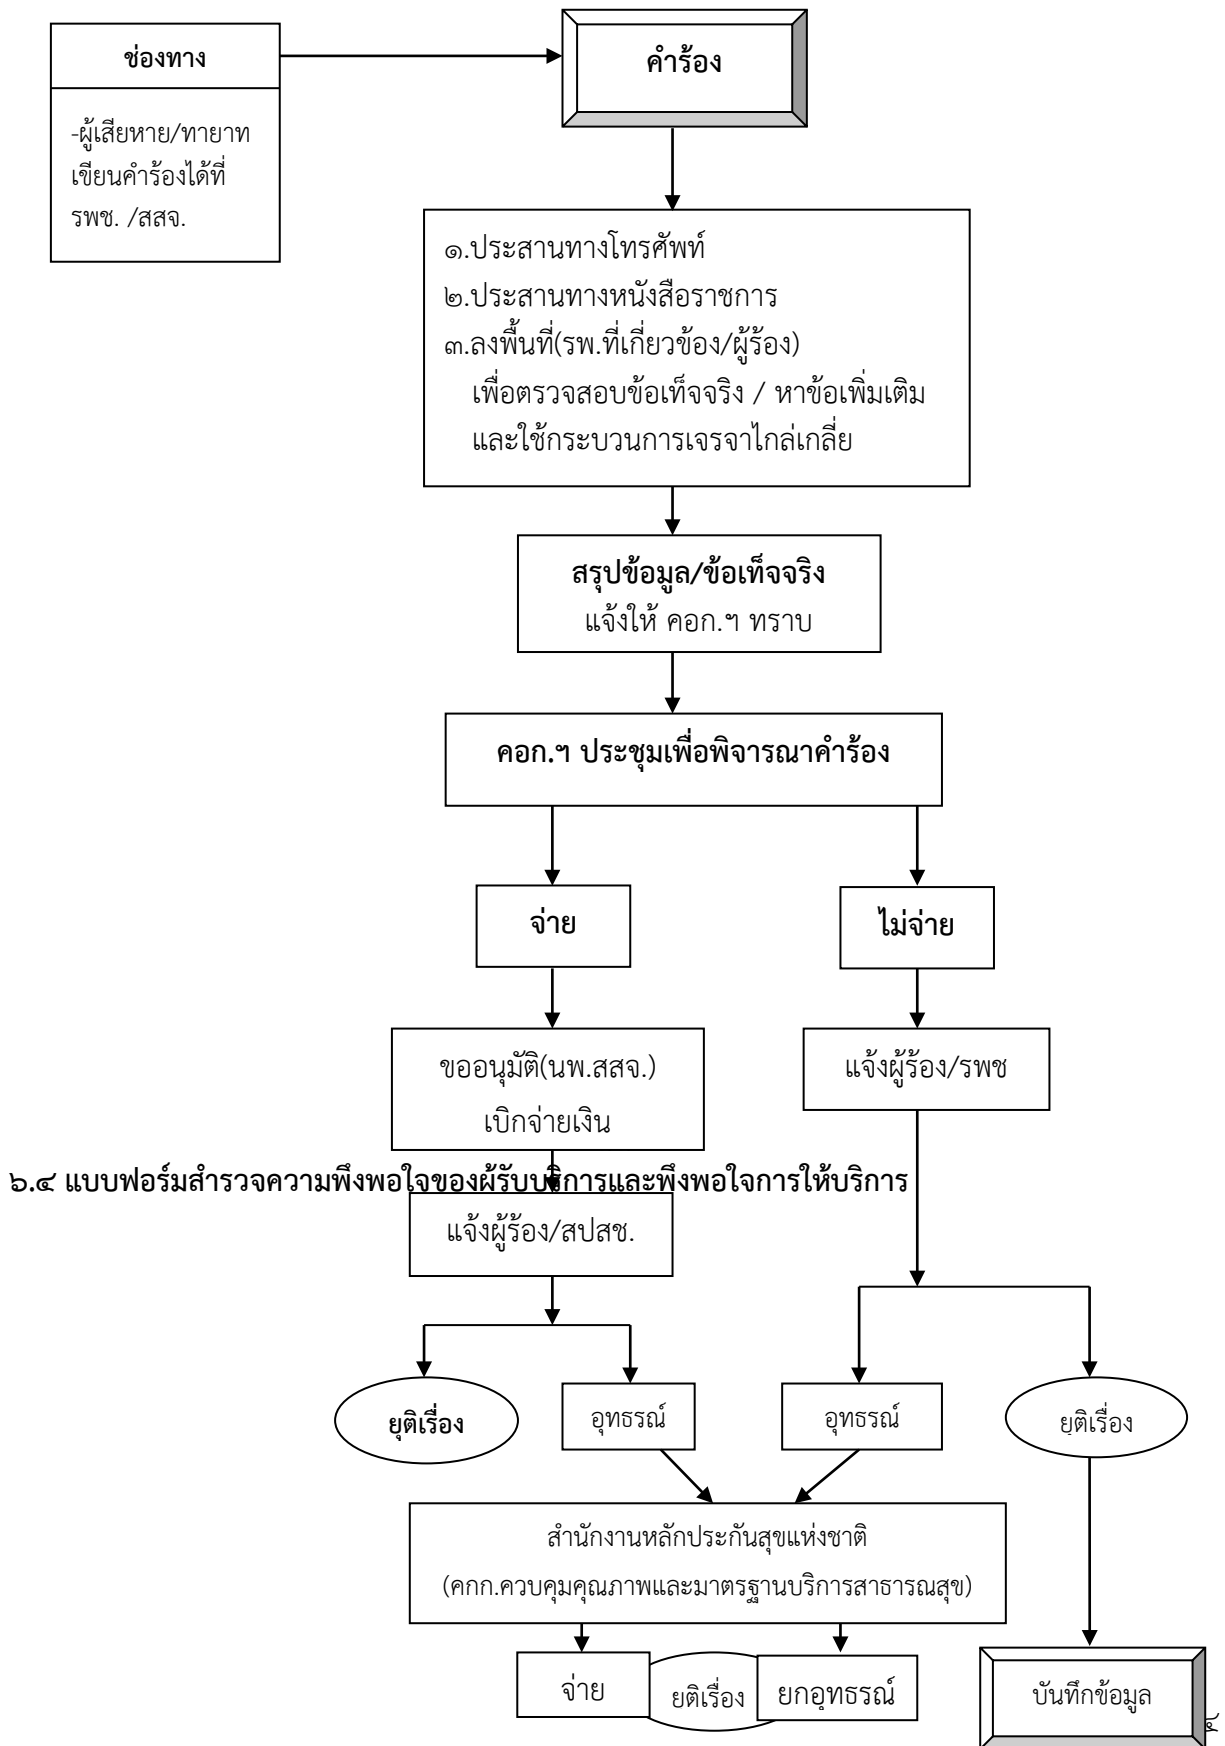 ช่องทาง
คำร้อง
-ผู้เสียหาย/ทายาท
เขียนคำร้องได้ที่
รพช. /สสจ.
๑.ประสานทางโทรศัพท์
๒.ประสานทางหนังสือราชการ
๓.ลงพื้นที่(รพ.ที่เกี่ยวข้อง/ผู้ร้อง)
เพื่อตรวจสอบข้อเท็จจริง / หาข้อเพิ่มเติม
และใช้กระบวนการเจรจาไกล่เกลี่ย
สรุปข้อมูล/ข้อเท็จจริง
แจ้งให้ คอก.ฯ ทราบ
คอก.ฯ ประชุมเพื่อพิจารณาคำร้อง
จ่าย
ไม่จ่าย
ขออนุมัติ(นพ.สสจ.)
เบิกจ่ายเงิน
แจ้งผู้ร้อง/รพช
๖.๔ แบบฟอร์มสำรวจความพึงพอใจของผู้รับบริการและพึงพอใจการให้บริการ
แจ้งผู้ร้อง/สปสช.
ยุติเรื่อง
อุทธรณ์
อุทธรณ์
ยุติเรื่อง
สำนักงานหลักประกันสุขแห่งชาติ
(คกก.ควบคุมคุณภาพและมาตรฐานบริการสาธารณสุข)
จ่าย
ยุติเรื่อง
ยกอุทธรณ์
บันทึกข้อมูล